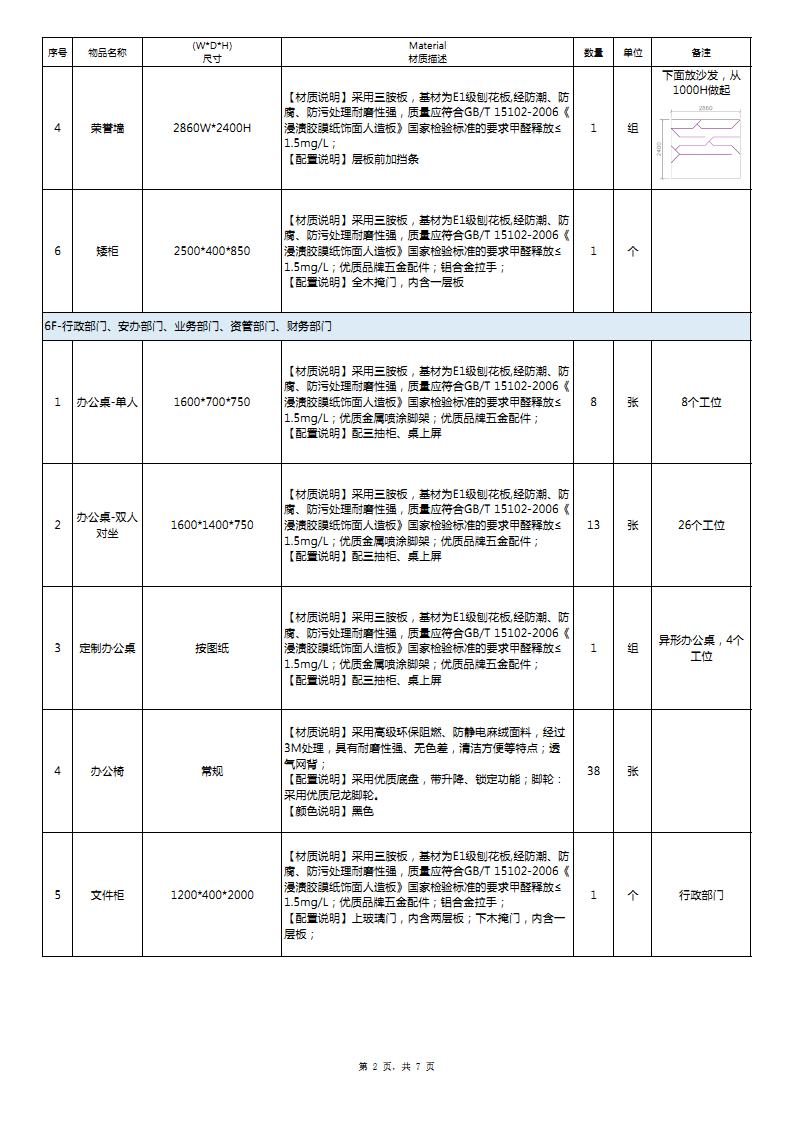 序号 物品名称 (W*D*H) 尺寸 Material 材质描述 数量 单位 备注
4 荣誉墙 2860W*2400H
【材质说明】采用三胺板，基材为E1级刨花板,经防潮、防
腐、防污处理耐磨性强，质量应符合GB/T 15102-2006《
浸渍胶膜纸饰面人造板》国家检验标准的要求甲醛释放≤
1.5mg/L；
【配置说明】层板前加挡条
1 组
下面放沙发，从
1000H做起
2860
2400
6 矮柜 2500*400*850
【材质说明】采用三胺板，基材为E1级刨花板,经防潮、防
腐、防污处理耐磨性强，质量应符合GB/T 15102-2006《
浸渍胶膜纸饰面人造板》国家检验标准的要求甲醛释放≤
1.5mg/L；优质品牌五金配件；铝合金拉手；
【配置说明】全木掩门，内含一层板
1 个
6F-行政部门、安办部门、业务部门、资管部门、财务部门
1 办公桌-单人 1600*700*750
【材质说明】采用三胺板，基材为E1级刨花板,经防潮、防
腐、防污处理耐磨性强，质量应符合GB/T 15102-2006《
浸渍胶膜纸饰面人造板》国家检验标准的要求甲醛释放≤
1.5mg/L；优质金属喷涂脚架；优质品牌五金配件；
【配置说明】配三抽柜、桌上屏
8 张 8个工位
2 办公桌-双人
对坐
1600*1400*750
【材质说明】采用三胺板，基材为E1级刨花板,经防潮、防
腐、防污处理耐磨性强，质量应符合GB/T 15102-2006《
浸渍胶膜纸饰面人造板》国家检验标准的要求甲醛释放≤
1.5mg/L；优质金属喷涂脚架；优质品牌五金配件；
【配置说明】配三抽柜、桌上屏
13 张 26个工位
3 定制办公桌 按图纸
【材质说明】采用三胺板，基材为E1级刨花板,经防潮、防
腐、防污处理耐磨性强，质量应符合GB/T 15102-2006《
浸渍胶膜纸饰面人造板》国家检验标准的要求甲醛释放≤
1.5mg/L；优质金属喷涂脚架；优质品牌五金配件；
【配置说明】配三抽柜、桌上屏
1 组
异形办公桌，4个
工位
4 办公椅 常规
【材质说明】采用高级环保阻燃、防静电麻绒面料，经过
3M处理，具有耐磨性强、无色差，清洁方便等特点；透
气网背；
【配置说明】采用优质底盘，带升降、锁定功能；脚轮：
采用优质尼龙脚轮。
【颜色说明】黑色
38 张
5 文件柜 1200*400*2000
【材质说明】采用三胺板，基材为E1级刨花板,经防潮、防
腐、防污处理耐磨性强，质量应符合GB/T 15102-2006《
浸渍胶膜纸饰面人造板》国家检验标准的要求甲醛释放≤
1.5mg/L；优质品牌五金配件；铝合金拉手；
【配置说明】上玻璃门，内含两层板；下木掩门，内含一
层板；
1 个 行政部门
第 2 页，共 7 页